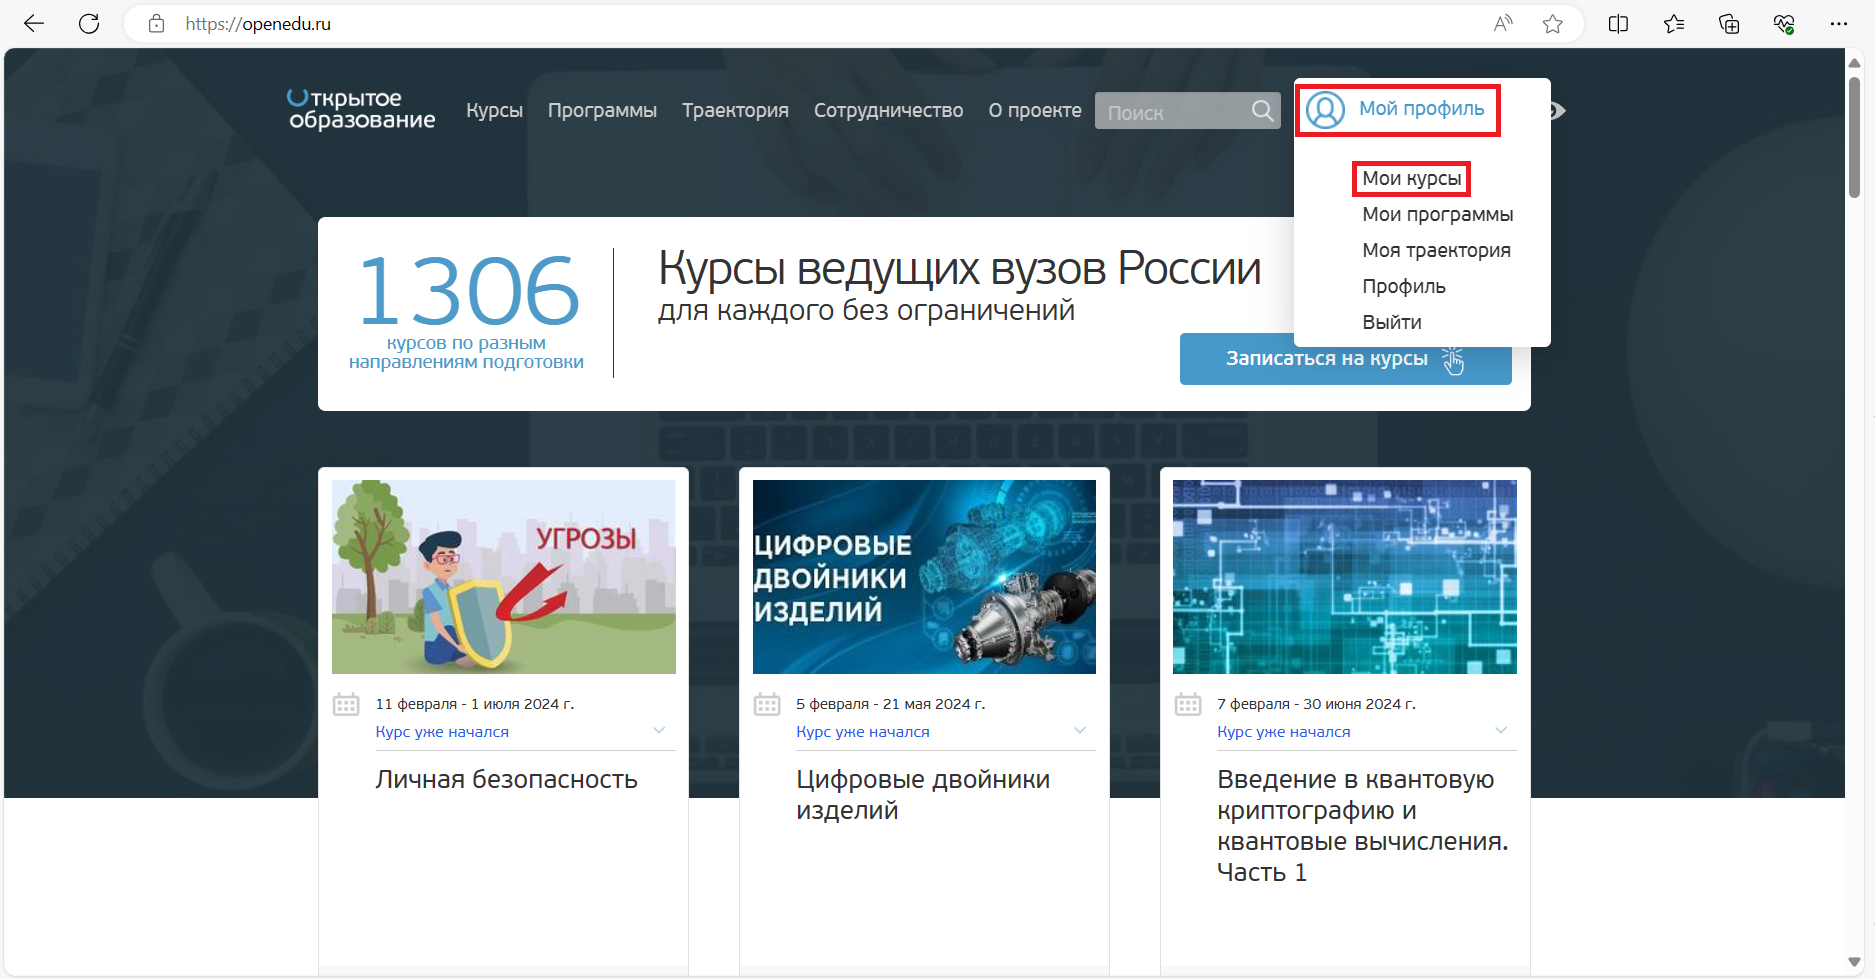 https://openedu.ru
Открытое
образование
Курсы
Программы
Траектория
Сотрудничество
О проекте
Поиск
Мой профиль
Мои курсы
Мои программы
Моя траектория
Профиль
Выйти
1306
курсов по разным
направлениям подготовки
Курсы ведущих вузов России
для каждого без ограничений
Записаться на курсы
УГРОЗЫ
11 февраля - 1 июля 2024 г.
Курс уже начался
Личная безопасность
ЦИФРОВЫЕ
ДВОЙНИКИ
ИЗДЕЛИЙ
5 февраля - 21 мая 2024 г.
Курс уже начался
Цифровые двойники
изделий
7 февраля - 30 июня 2024 г.
Курс уже начался
Введение в квантовую
криптографию и
квантовые вычисления.
Часть 1